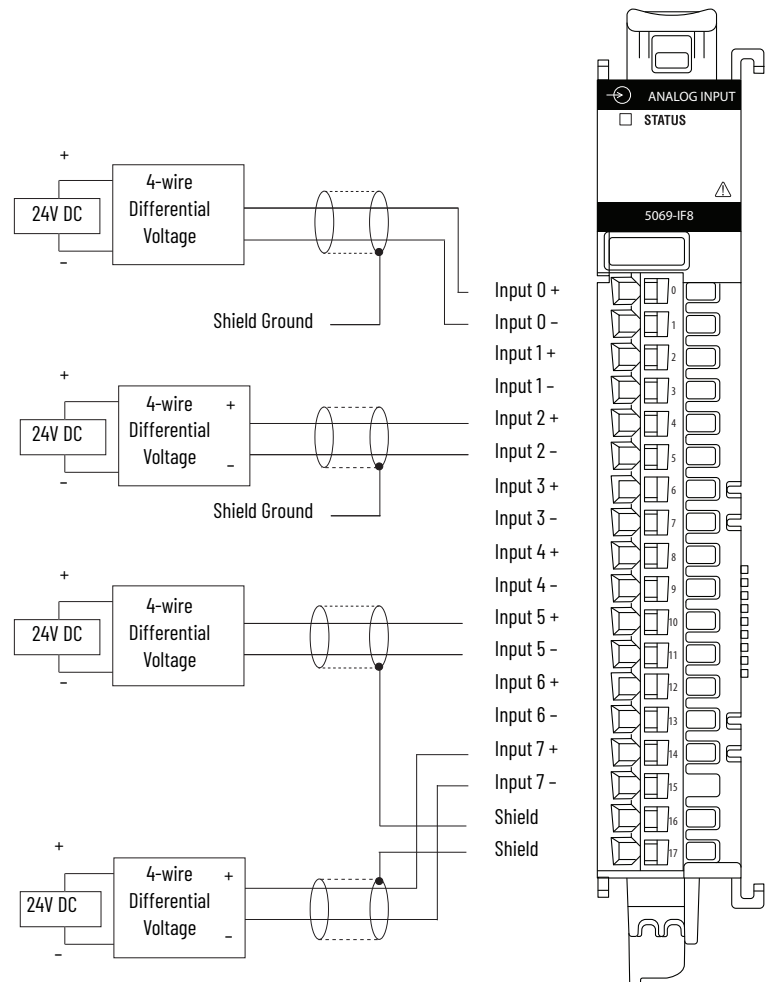 ANALOG INPUT
STATUS
5069-IF8
+
24V DC
–
4-wire
Differential
Voltage
Shield Ground
+
24V DC
–
4-wire +
Differential
Voltage –
Shield Ground
+
24V DC
–
4-wire
Differential
Voltage
+
24V DC
–
4-wire +
Differential
Voltage –
Input 0 +
Input 0 –
Input 1 +
Input 1 –
Input 2 +
Input 2 –
Input 3 +
Input 3 –
Input 4 +
Input 4 –
Input 5 +
Input 5 –
Input 6 +
Input 6 –
Input 7 +
Input 7 –
Shield
Shield
0
1
2
3
4
5
6
7
8
9
10
11
12
13
14
15
16
17